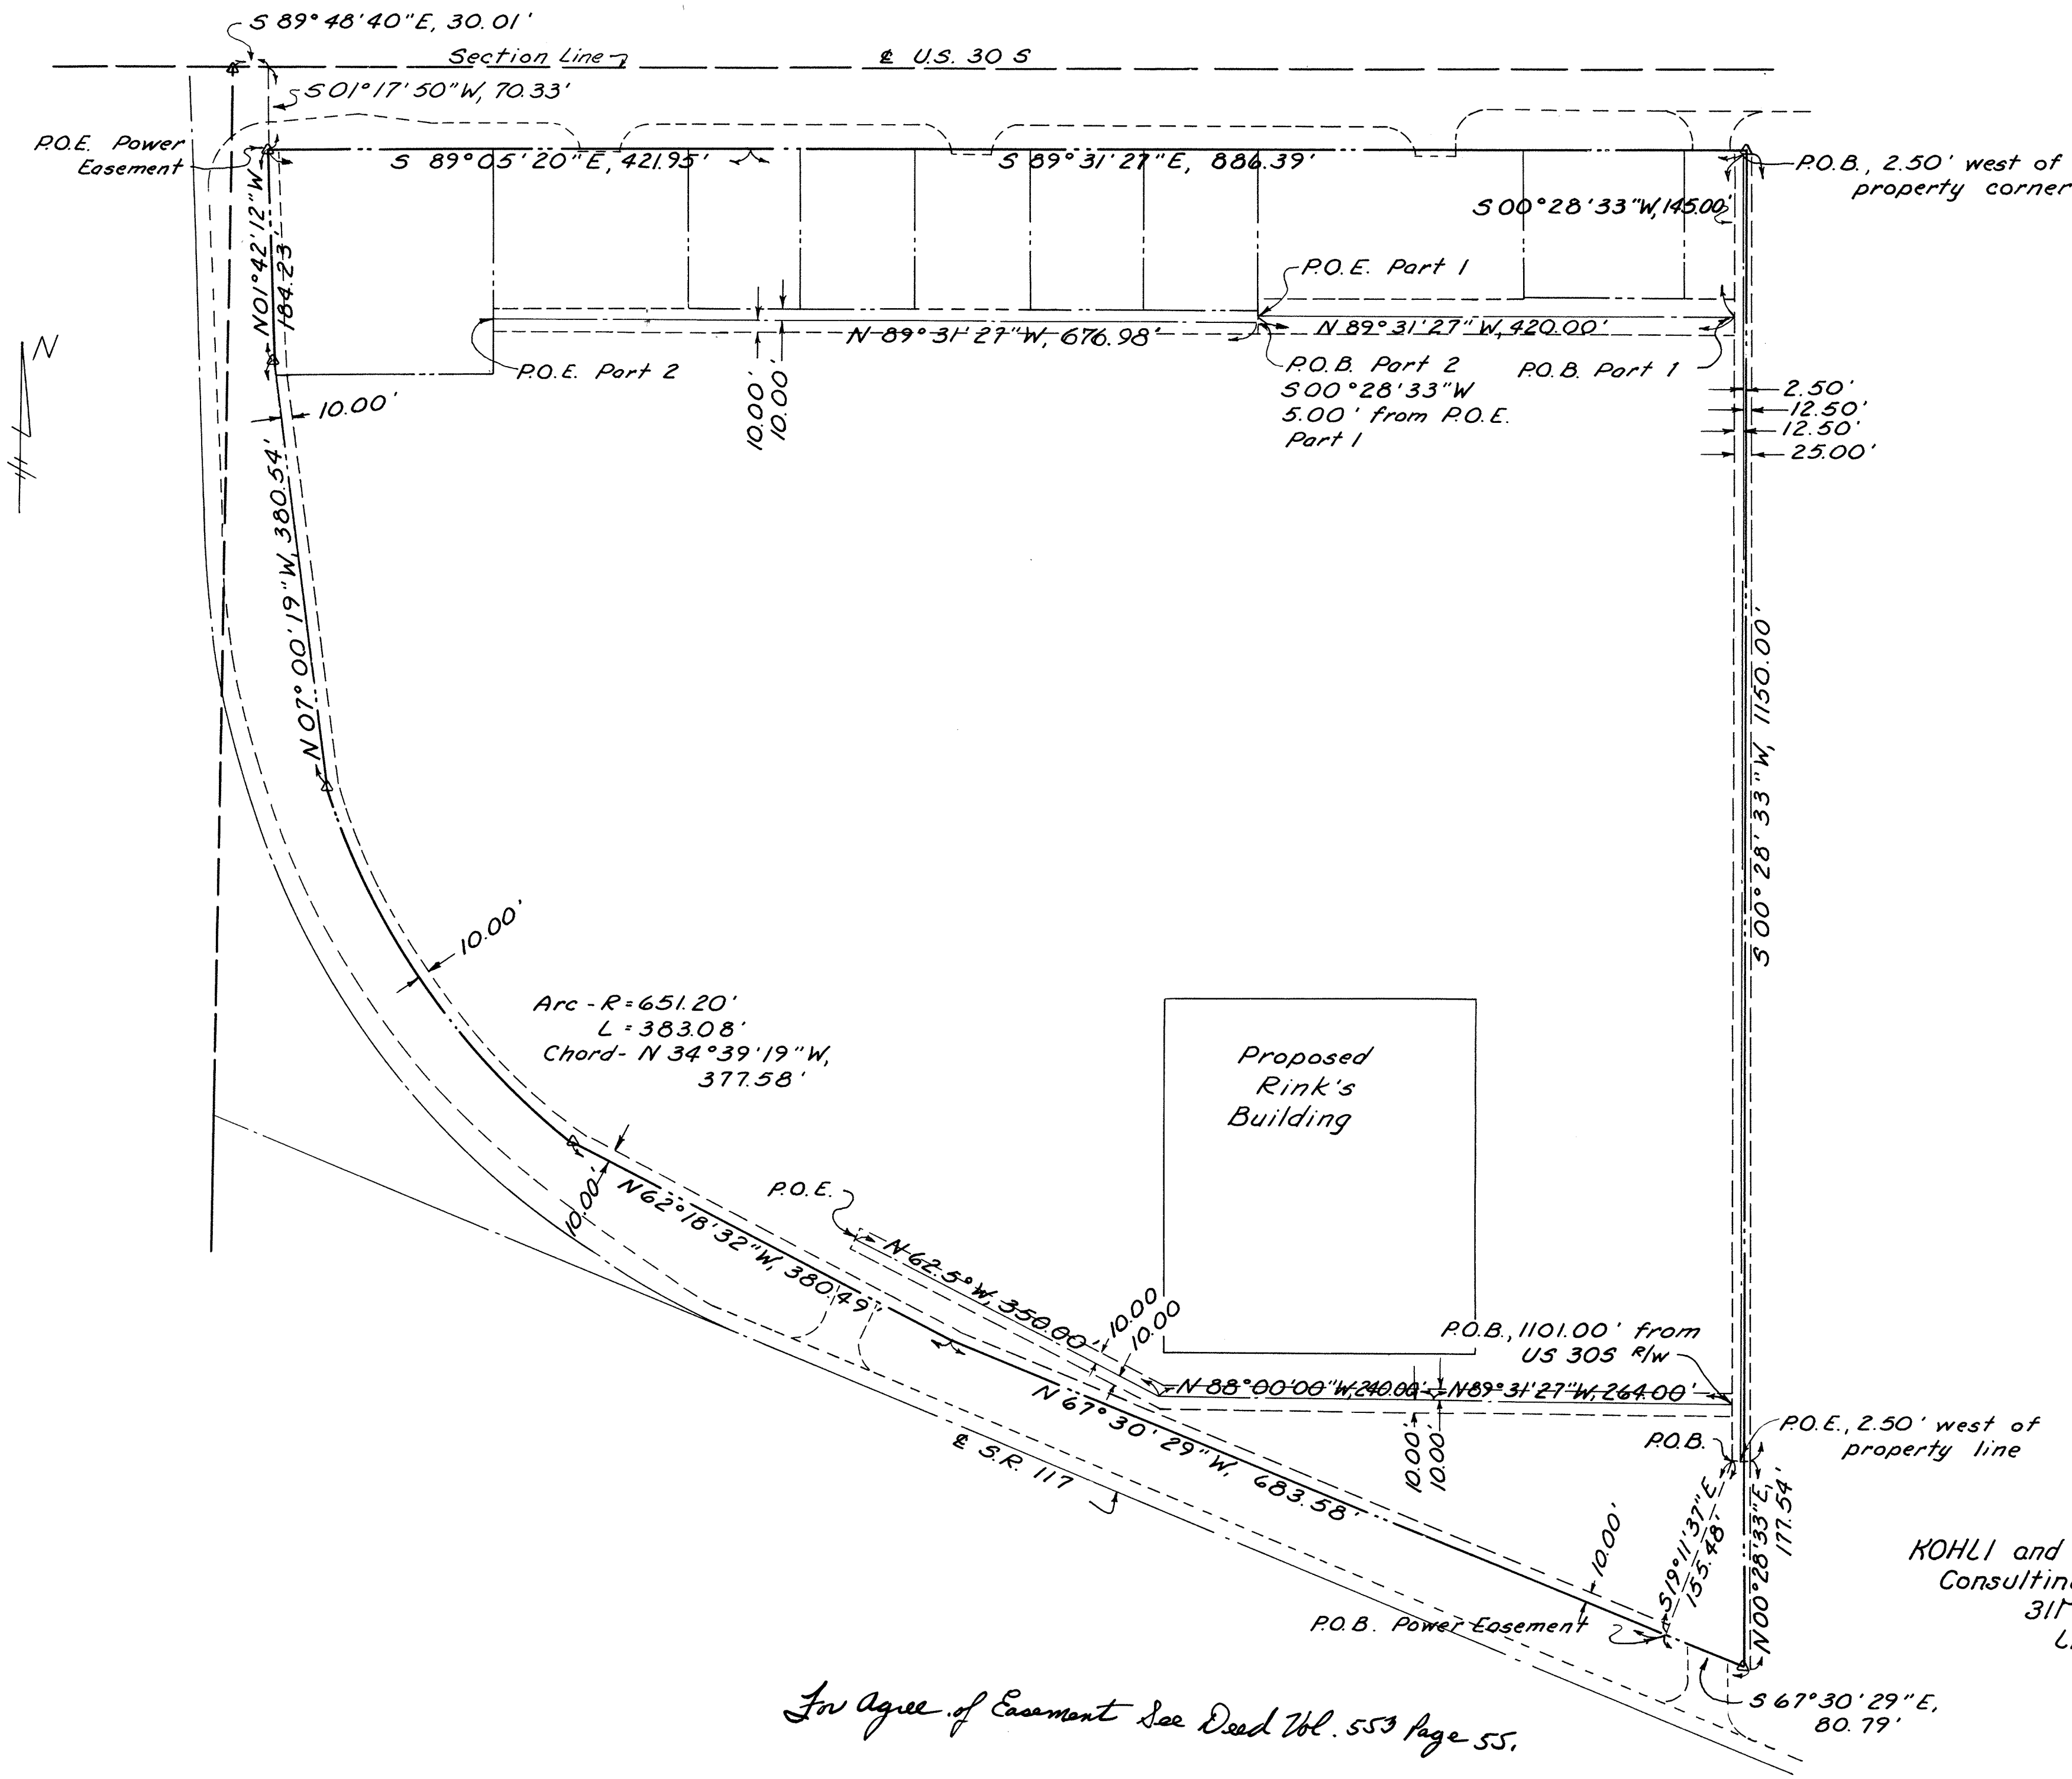 S 89°48'40"E, 30.01'
Section Line
℄ U.S. 30 S
S 01°17'50"W, 70.33'
P.O.E. Power
Easement
S 89°05'20"E, 421.95'
S 89°31'27"E, 886.39'
P.O.B., 2.50' west of
property corner
N01°42'12"W
184.23'
S 00°28'33"W, 145.00'
P.O.E. Part 1
N 89°31'27"W, 676.98'
N 89°31'27"W, 420.00'
N
P.O.E. Part 2
P.O.B. Part 2
S 00°28'33"W
5.00' from P.O.E.
Part 1
P.O.B. Part 1
10.00'
10.00'
10.00'
2.50'
12.50'
12.50'
25.00'
N 07°00'19"W, 380.54'
S 00°28'33"W, 1150.00'
10.00'
Arc - R = 651.20'
L = 383.08'
Chord - N 34°39'19"W,
377.58'
Proposed
Rink's
Building
10.00'
N 62°18'32"W, 380.49'
P.O.E.
N 62.5°W, 350.00'
10.00
10.00
P.O.B., 1101.00' from
US 30S R/W
N 88°00'00"W, 240.00'
N89°31'27"W, 264.00'
N 67°30'29"W, 683.58'
10.00'
10.00'
P.O.B.
P.O.E., 2.50' west of
property line
℄ S.R. 117
S19°11'37"E
155.48'
N00°28'33"E,
177.54'
10.00'
P.O.B. Power Easement
KOHLI and
Consultin
311
L
S 67°30'29"E,
80.79'
For Agree. of Easement See Deed Vol. 553 Page 55.